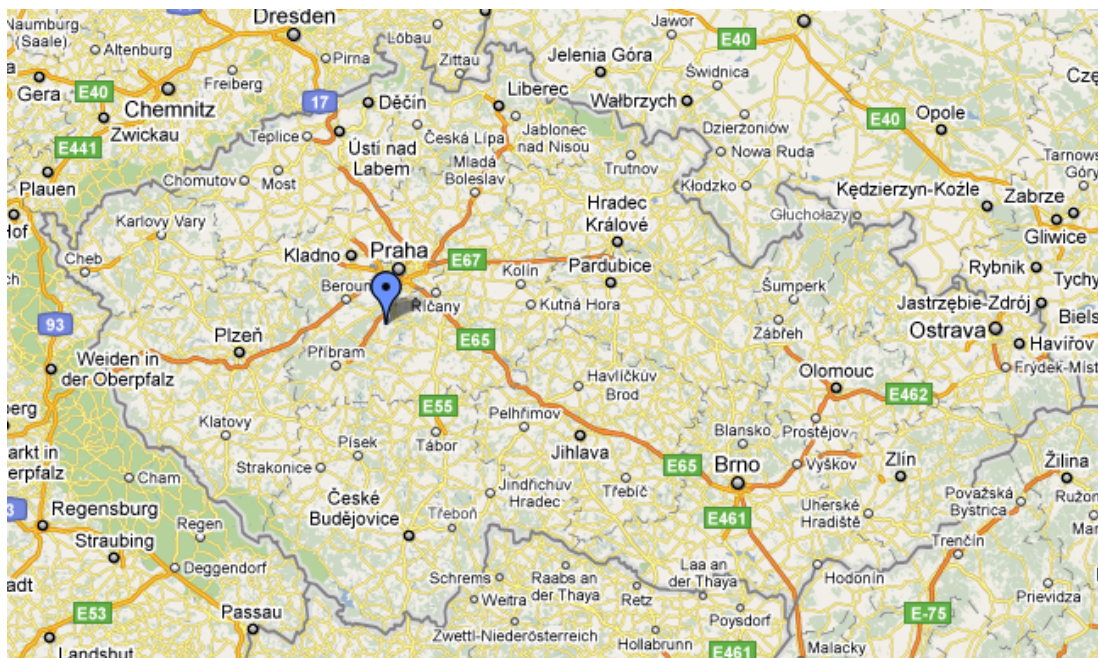 Naumburg
(Saale)
Altenburg
Dresden
Löbau
Pirna
Zittau
Jawor
E40
Jelenia Góra
Świdnica
Gera
E40
Freiberg
Chemnitz
Zwickau
17
Děčín
Liberec
Wałbrzych
Dzierżoniów
Opole
E40
E441
Teplice
Ústí nad
Labem
Česká Lípa
Jablonec
nad Nisou
Nowa Ruda
Plauen
Chomutov
Most
Mladá
Boleslav
Trutnov
Kłodzko
Kędzierzyn-Koźle
Zabrze
Hof
Karlovy Vary
Hradec
Králové
Głuchołazy
Gliwice
Cheb
Kladno
Praha
E67
Kolín
Pardubice
Rybnik
Tychy
Beroun
Říčany
Kutná Hora
Šumperk
Jastrzębie-Zdrój
93
Plzeň
E65
Zábřeh
Ostrava
Havířov
Weiden in
der Oberpfalz
Příbram
Havlíčkův
Brod
Olomouc
Frýdek-Míst
E55
E462
Klatovy
Pelhřimov
Prostějov
Písek
Tábor
Jihlava
Blansko
Strakonice
E65
Brno
Vyškov
Zlín
Žilina
Cham
Jindřichův
Hradec
Třebíč
Považská
Bystrica
Regensburg
Regen
České
Budějovice
Třeboň
E461
Uherské
Hradiště
Straubing
Trenčín
Deggendorf
Schrems
Raabs an
der Thaya
Laa an
der Thaya
Hodonín
Prievidza
E53
Passau
Weitra
Retz
Poysdorf
E-75
Zwettl-Niederösterreich
Hollabrunn
E461
Malacky
Landshut